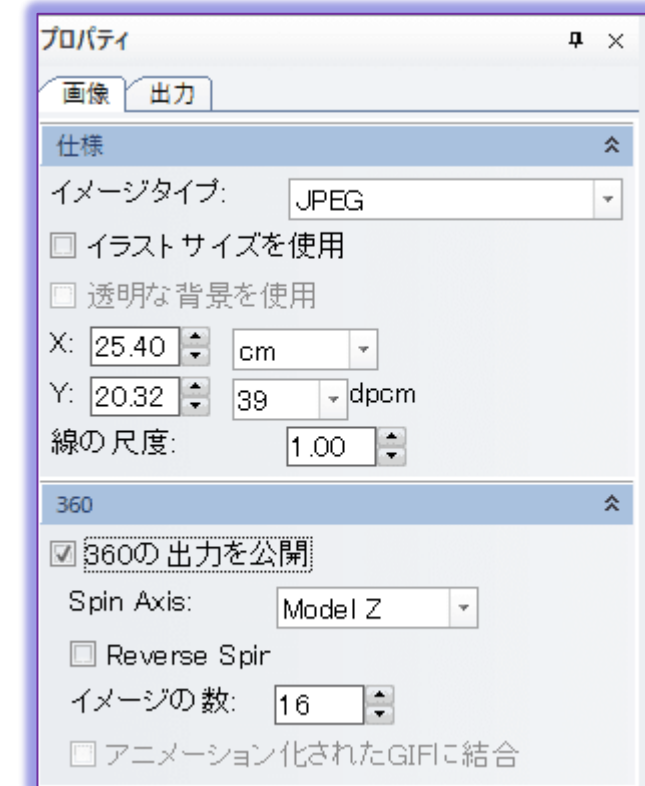 プロパティ
画像 出力
仕様
イメージタイプ: JPEG
イラストサイズを使用
透明な背景を使用
X: 25.40 cm
Y: 20.32 39 dpcm
線の尺度: 1.00
360
360の出力を公開
Spin Axis: Model Z
Reverse Spir
イメージの数: 16
アニメーション化されたGIFに結合